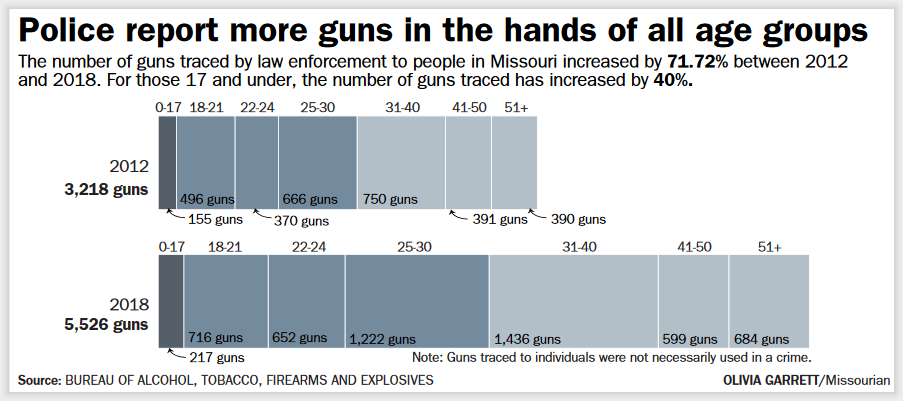 Police report more guns in the hands of all age groups
The number of guns traced by law enforcement to people in Missouri increased by 71.72% between 2012
and 2018. For those 17 and under, the number of guns traced has increased by 40%.
0-17 18-21 22-24 25-30 31-40 41-50 51+
2012
3,218 guns
496 guns 666 guns 750 guns
155 guns 370 guns 391 guns 390 guns
0-17 18-21 22-24 25-30 31-40 41-50 51+
2018
5,526 guns
716 guns 652 guns 1,222 guns 1,436 guns 599 guns 684 guns
217 guns
Note: Guns traced to individuals were not necessarily used in a crime.
Source: BUREAU OF ALCOHOL, TOBACCO, FIREARMS AND EXPLOSIVES
OLIVIA GARRETT/Missourian